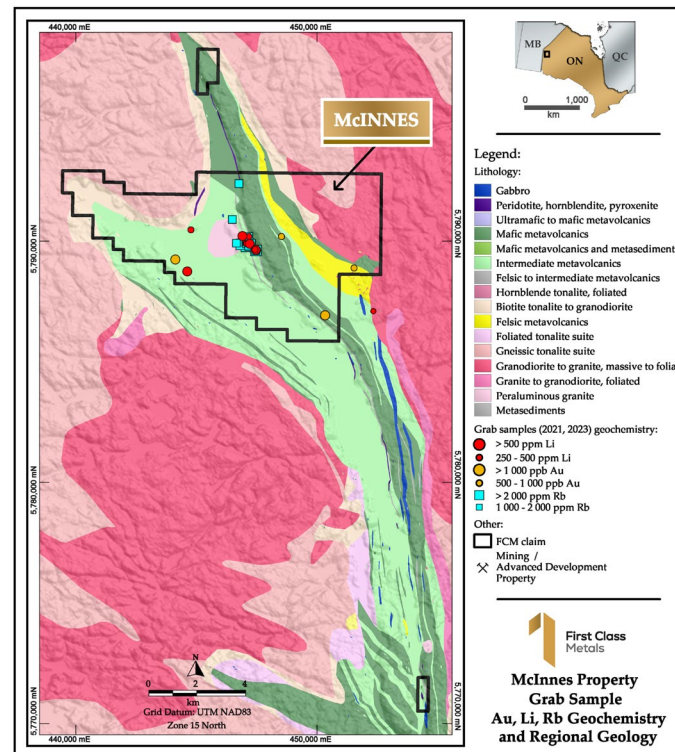 440,000 mE
450,000 mE
McINNES
5,790,000 mN
5,790,000 mN
5,780,000 mN
5,780,000 mN
5,770,000 mN
5,770,000 mN
N
0 2 4
km
Grid Datum: UTM NAD83
Zone 15 North
440,000 mE
450,000 mE
MB
ON
QC
0 1,000
km
Legend:
Lithology:
Gabbro
Peridotite, hornblendite, pyroxenite
Ultramafic to mafic metavolcanics
Mafic metavolcanics
Mafic metavolcanics and metasediment
Intermediate metavolcanics
Felsic to intermediate metavolcanics
Hornblende tonalite, foliated
Biotite tonalite to granodiorite
Felsic metavolcanics
Foliated tonalite suite
Gneissic tonalite suite
Granodiorite to granite, massive to folia
Granite to granodiorite, foliated
Peraluminous granite
Metasediments
Grab samples (2021, 2023) geochemistry:
> 500 ppm Li
250 - 500 ppm Li
> 1 000 ppb Au
500 - 1 000 ppb Au
> 2 000 ppm Rb
1 000 - 2 000 ppm Rb
Other:
FCM claim
Mining /
Advanced Development
Property
First Class
Metals
McInnes Property
Grab Sample
Au, Li, Rb Geochemistry
and Regional Geology